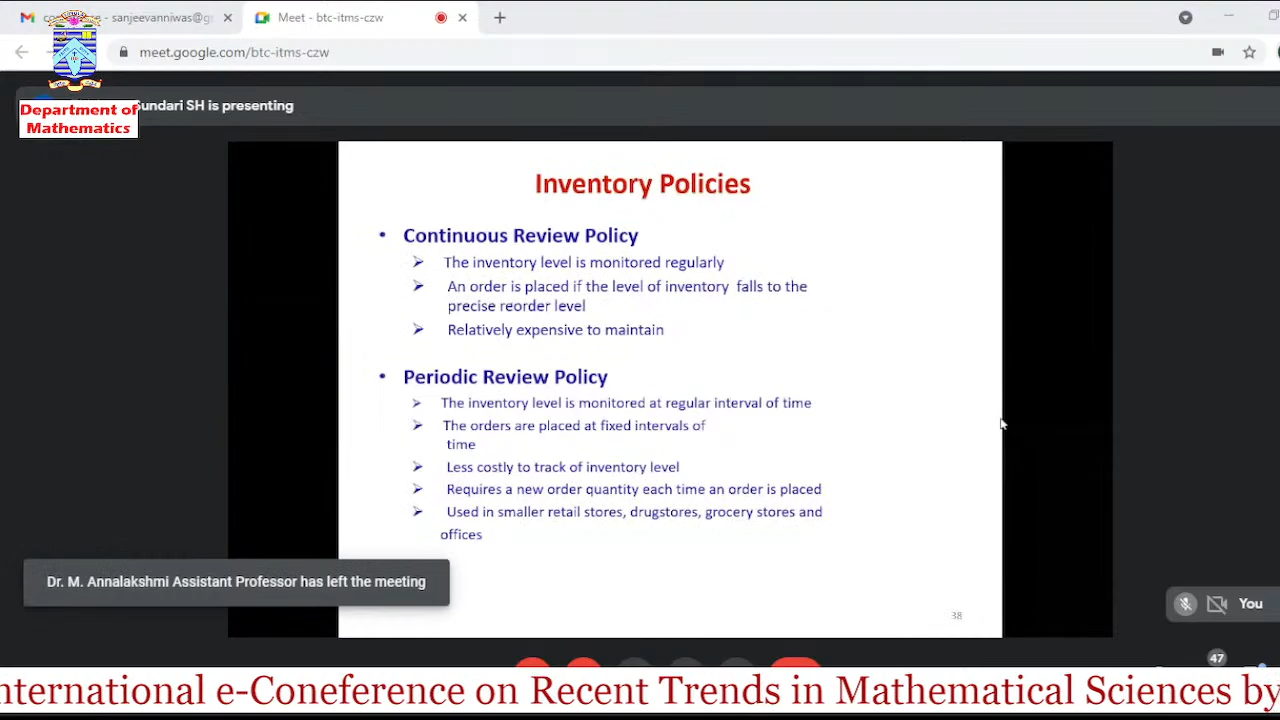 sanjeevanniwas@g
Meet - btc-itms-czw
meet.google.com/btc-itms-czw
Department of
Mathematics
undari SH is presenting
Inventory Policies
• Continuous Review Policy
➢ The inventory level is monitored regularly
➢ An order is placed if the level of inventory falls to the
precise reorder level
➢ Relatively expensive to maintain
• Periodic Review Policy
➢ The inventory level is monitored at regular interval of time
➢ The orders are placed at fixed intervals of
time
➢ Less costly to track of inventory level
➢ Requires a new order quantity each time an order is placed
➢ Used in smaller retail stores, drugstores, grocery stores and
offices
Dr. M. Annalakshmi Assistant Professor has left the meeting
38
You
47
nternational e-Coneference on Recent Trends in Mathematical Sciences by